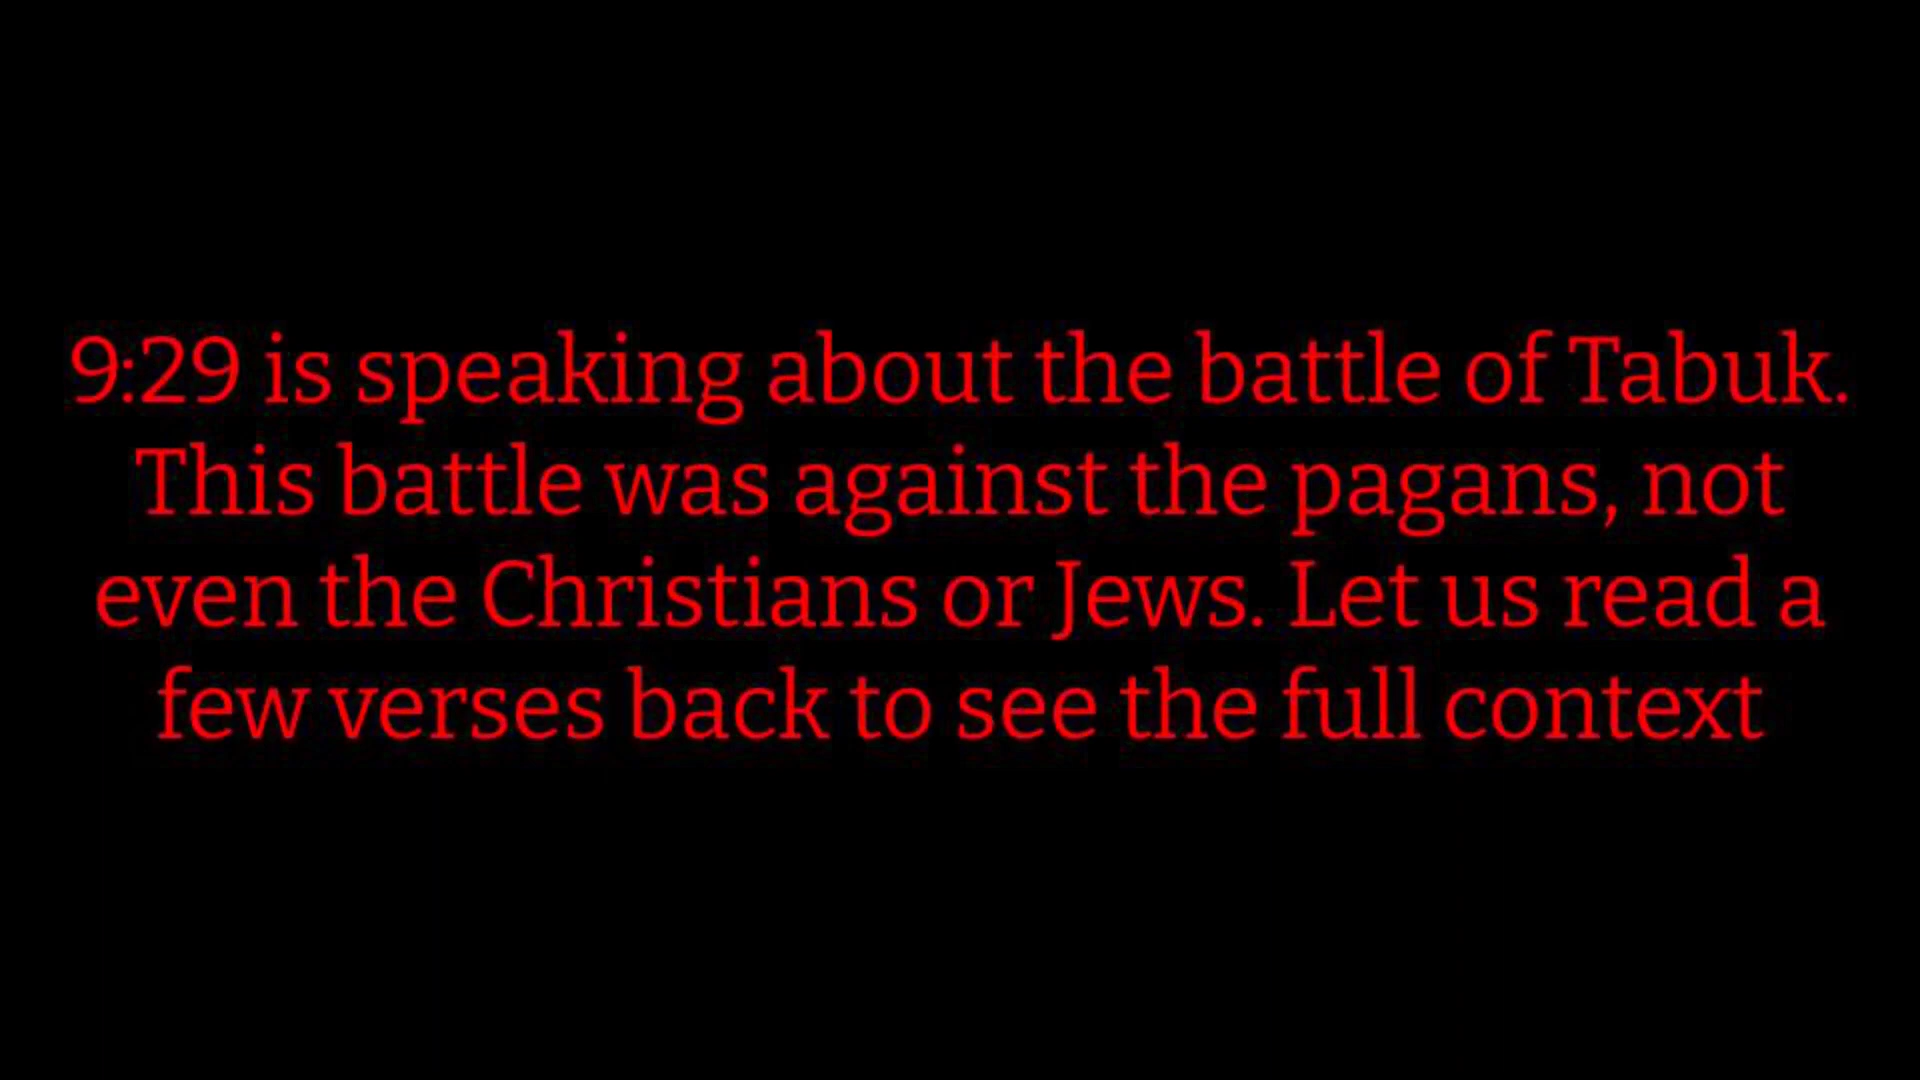 9:29 is speaking about the battle of Tabuk.
This battle was against the pagans, not
even the Christians or Jews. Let us read a
few verses back to see the full context